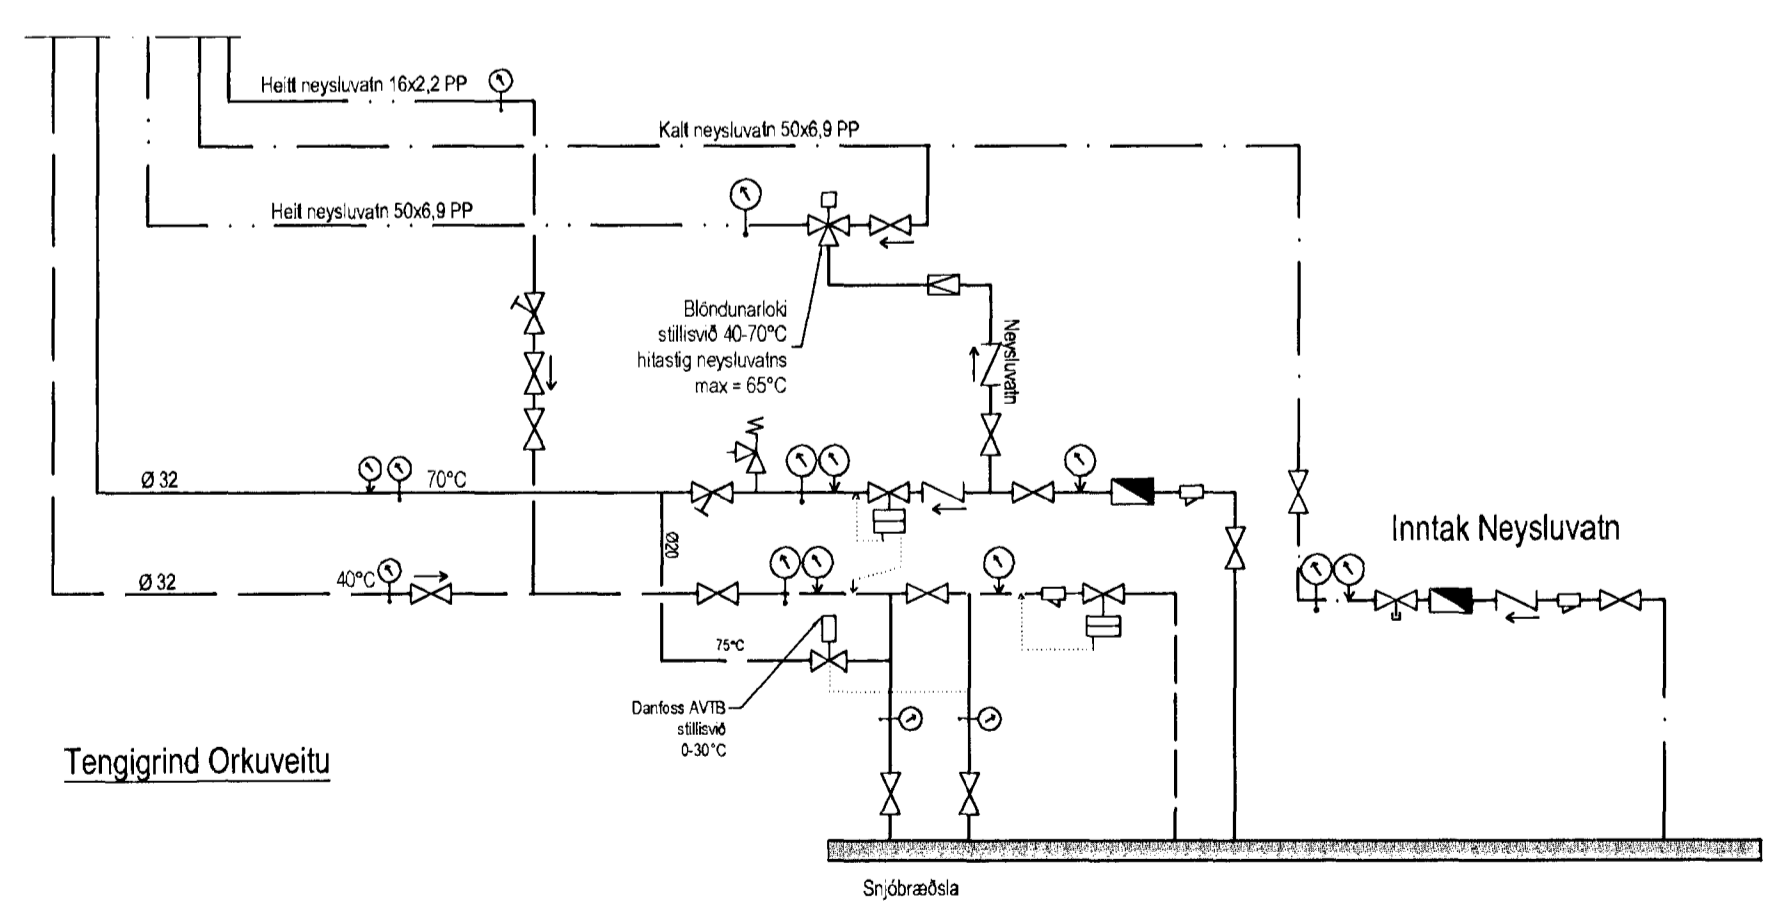 Heitt neysluvatn 16x2,2 PP
Kalt neysluvatn 50x6,9 PP
Heit neysluvatn 50x6,9 PP
Blöndunarloki
stillisvið 40-70°C
hitastig neysluvatns
max = 65°C
Neysluvatn
Ø 32
70°C
Ø20
Inntak Neysluvatn
Ø 32
40°C
75°C
Danfoss AVTB
stillisvið
0-30°C
Tengigrind Orkuveitu
Snjóbræðsla